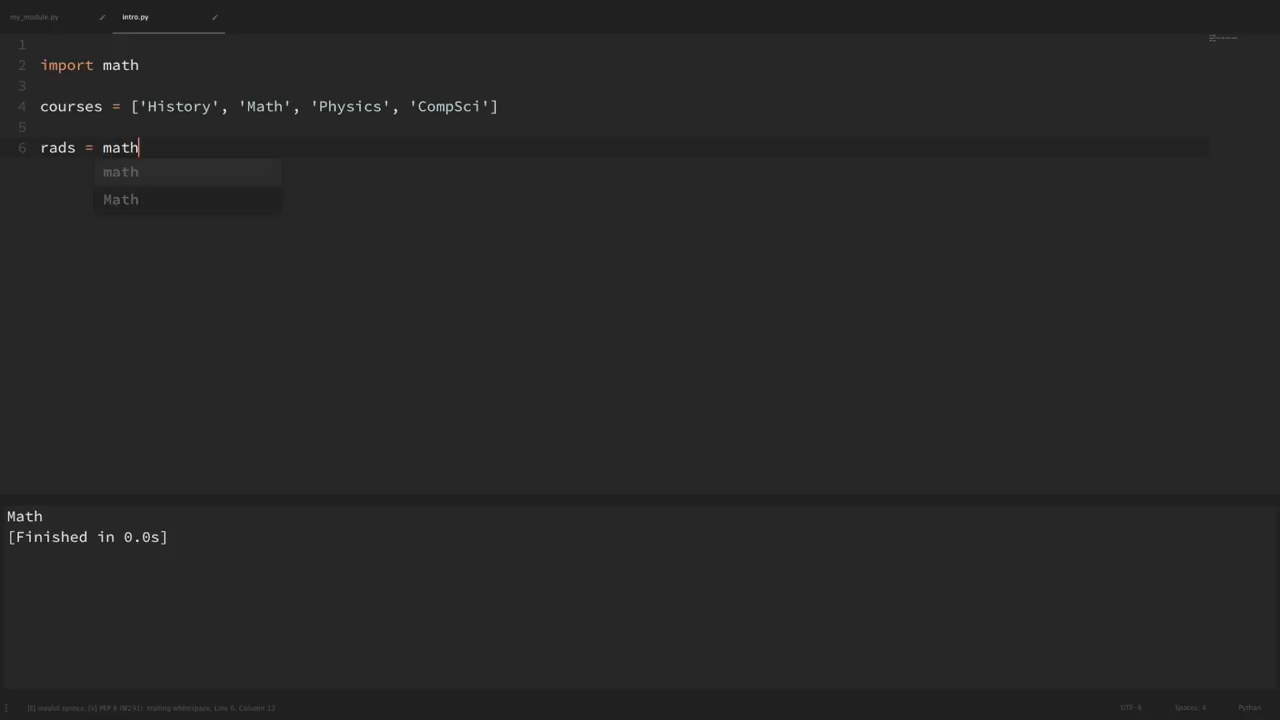 my_module.py
intro.py
1
2 import math
3
4 courses = ['History', 'Math', 'Physics', 'CompSci']
5
6 rads = math
math
Math
Math
[Finished in 0.0s]
[E] invalid syntax; [V] PEP 8 (W291): trailing whitespace, Line 6, Column 12
UTF-8
Spaces: 4
Python